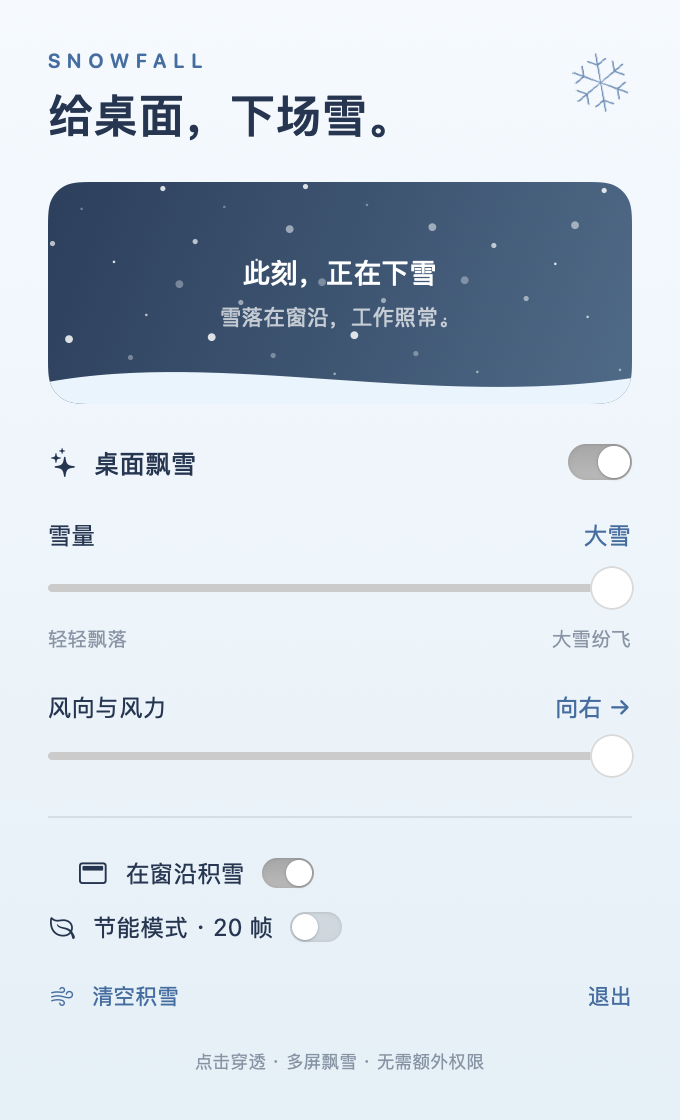 SNOWFALL
给桌面，下场雪。
此刻，正在下雪
雪落在窗沿，工作照常。
桌面飘雪
雪量 大雪
轻轻飘落 大雪纷飞
风向与风力 向右 →
在窗沿积雪
节能模式 · 20 帧
清空积雪 退出
点击穿透 · 多屏飘雪 · 无需额外权限